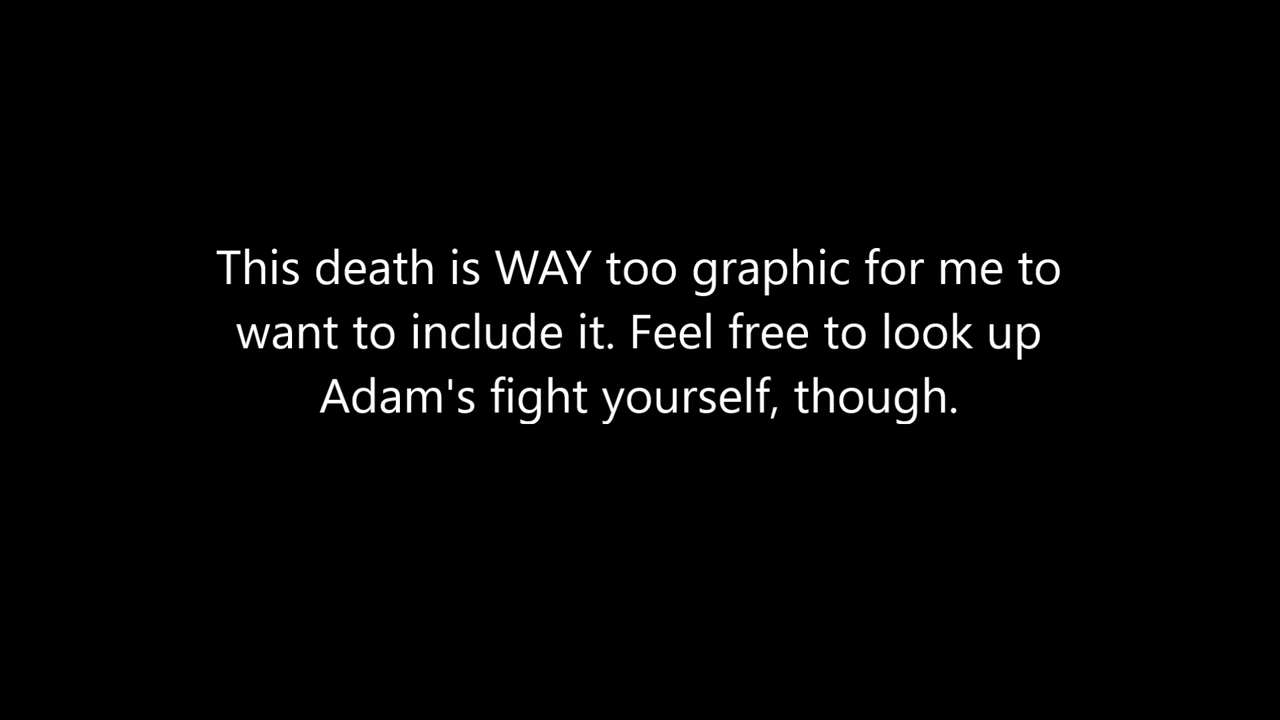 This death is WAY too graphic for me to
want to include it. Feel free to look up
Adam's fight yourself, though.